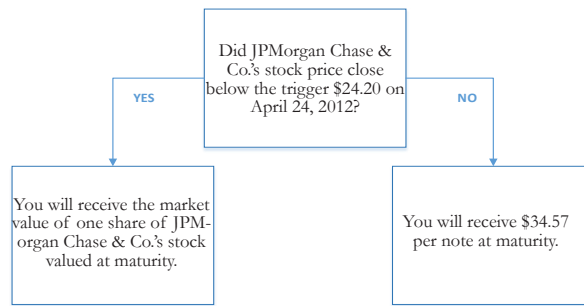 Did JPMorgan Chase &
Co.'s stock price close
below the trigger $24.20 on
April 24, 2012?
YES
NO
You will receive the market
value of one share of JPM-
organ Chase & Co.'s stock
valued at maturity.
You will receive $34.57
per note at maturity.